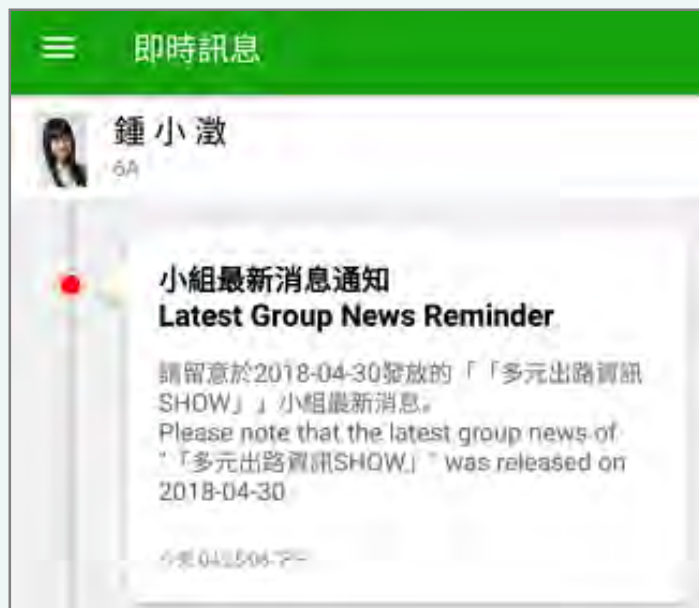 即時訊息
鍾小澂
6A
小組最新消息通知
Latest Group News Reminder
請留意於2018-04-30發放的「「多元出路資訊
SHOW」」小組最新消息。
Please note that the latest group news of
"「多元出路資訊SHOW」" was released on
2018-04-30